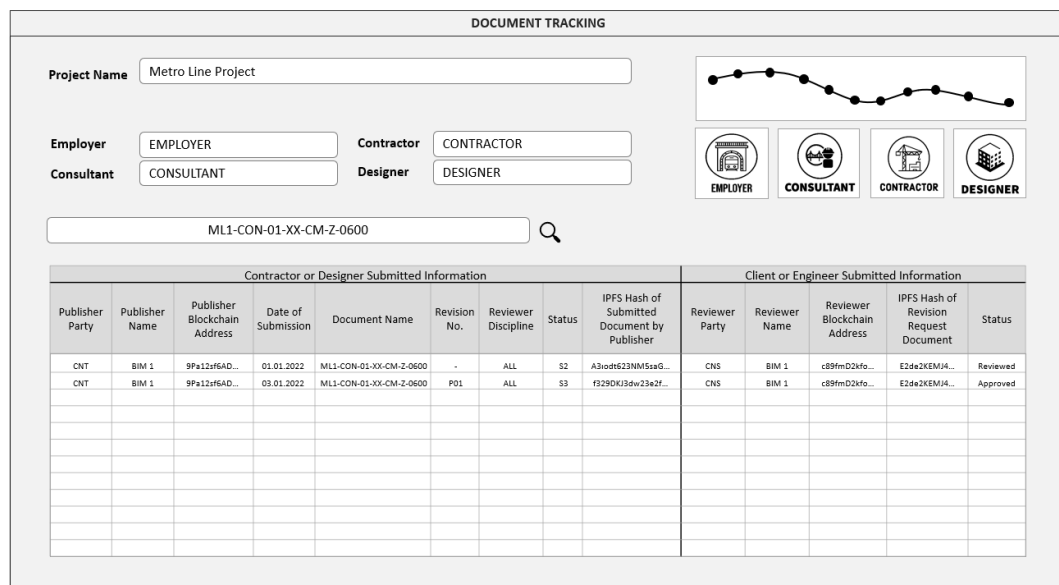 DOCUMENT TRACKING
Project Name Metro Line Project
Employer EMPLOYER Contractor CONTRACTOR
Consultant CONSULTANT Designer DESIGNER
EMPLOYER CONSULTANT CONTRACTOR DESIGNER
ML1-CON-01-XX-CM-Z-0600
Contractor or Designer Submitted Information Client or Engineer Submitted Information
Publisher Party Publisher Name Publisher Blockchain Address Date of Submission Document Name Revision No. Reviewer Discipline Status IPFS Hash of Submitted Document by Publisher Reviewer Party Reviewer Name Reviewer Blockchain Address IPFS Hash of Revision Request Document Status
CNT BIM 1 9Pa12sf6AD... 01.01.2022 ML1-CON-01-XX-CM-Z-0600 - ALL S2 A3iodt623NM5saG... CNS BIM 1 c89fmD2kfo... E2de2KEMJ4... Reviewed
CNT BIM 1 9Pa12sf6AD... 03.01.2022 ML1-CON-01-XX-CM-Z-0600 P01 ALL S3 f329DKJ3dw23e2f... CNS BIM 1 c89fmD2kfo... E2de2KEMJ4... Approved